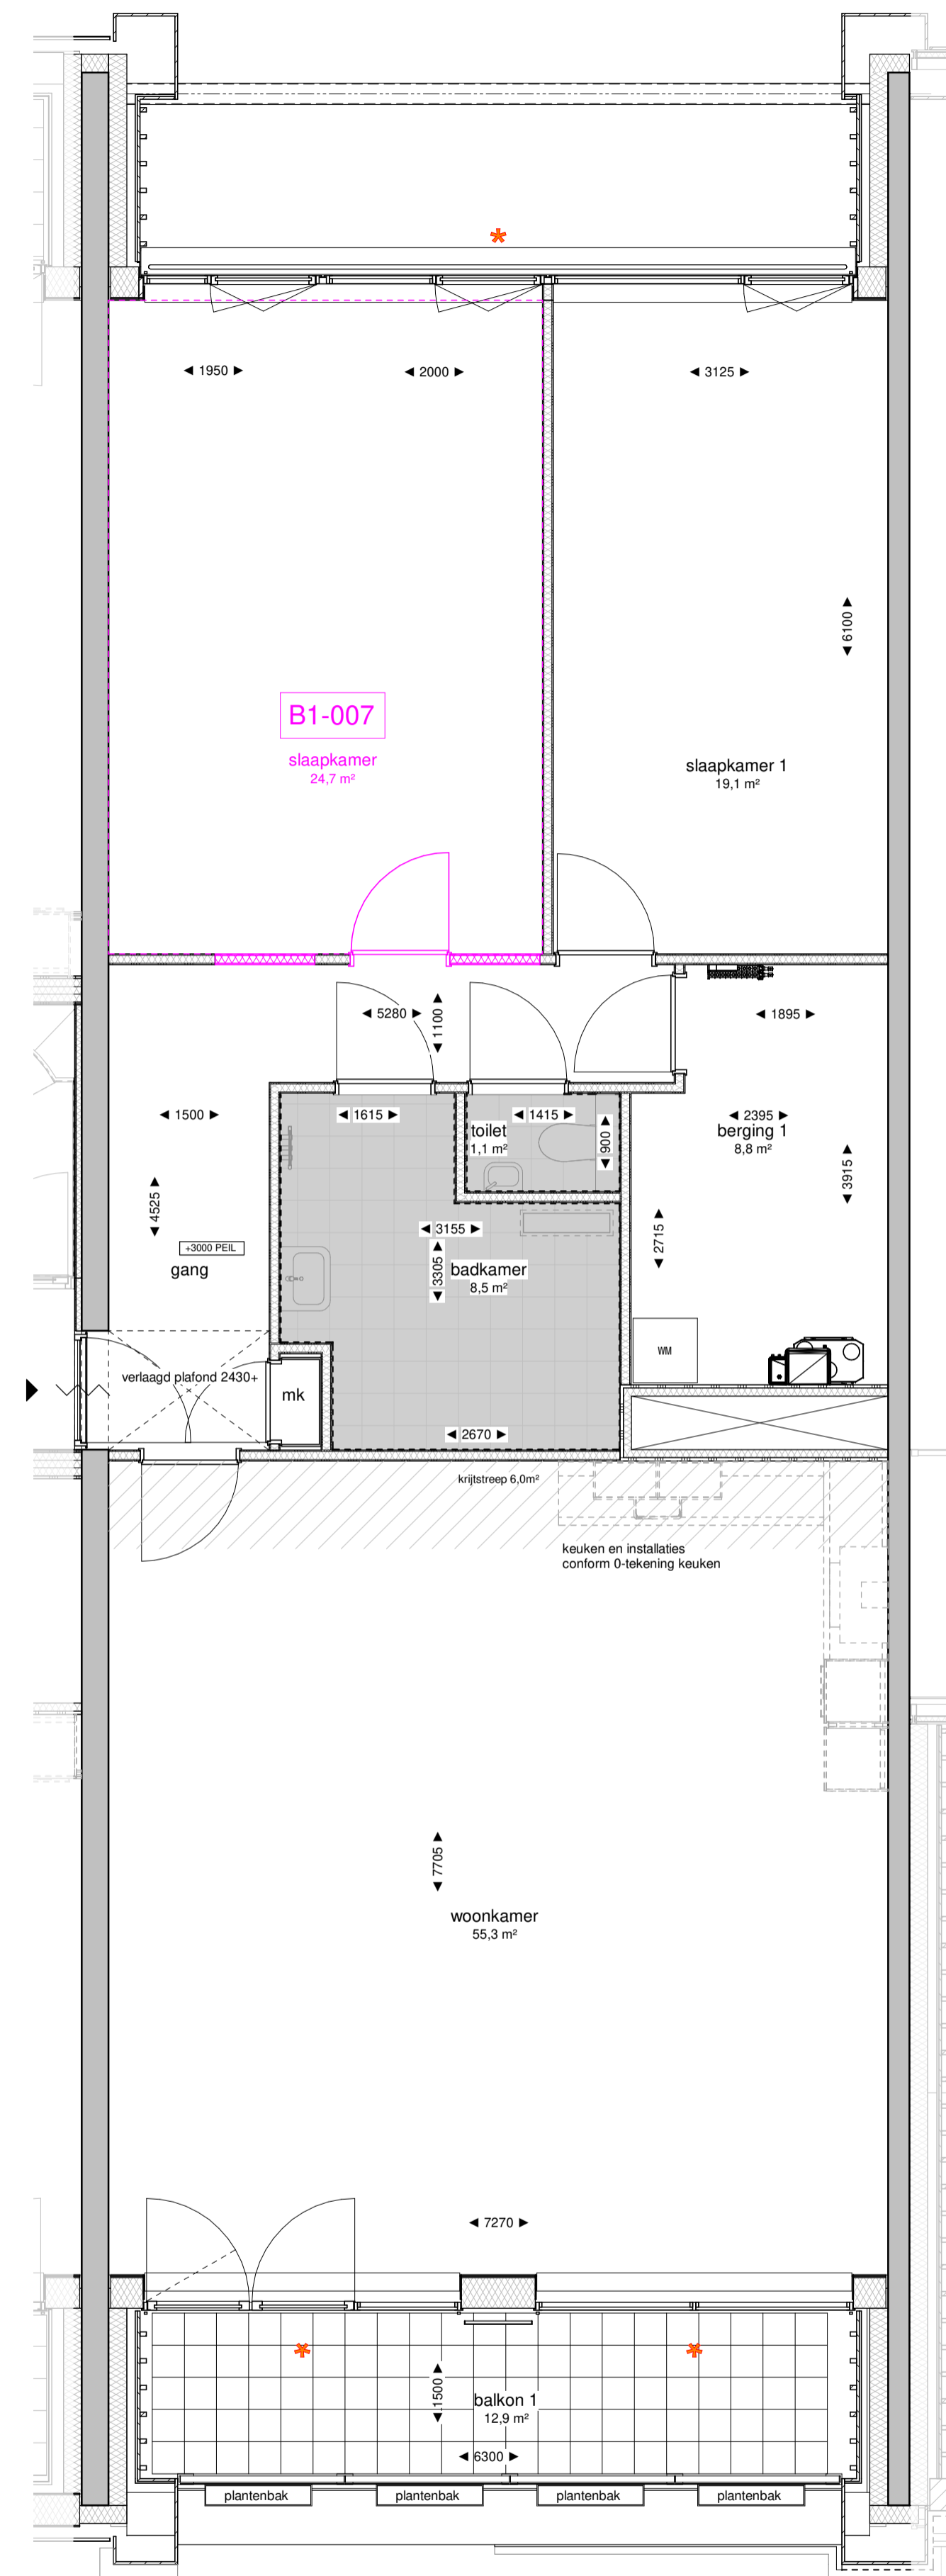 1950
2000
3125
6100
B1-007
slaapkamer
24,7 m²
slaapkamer 1
19,1 m²
5280
1100
1895
1500
1615
1415
900
toilet
1,1 m²
2395
berging 1
8,8 m²
3915
4525
2715
3155
3305
badkamer
8,5 m²
+3000 PEIL
gang
WM
verlaagd plafond 2430+
mk
2670
krijtstreep 6,0m²
keuken en installaties
conform 0-tekening keuken
7705
woonkamer
55,3 m²
7270
1500
balkon 1
12,9 m²
6300
plantenbak
plantenbak
plantenbak
plantenbak